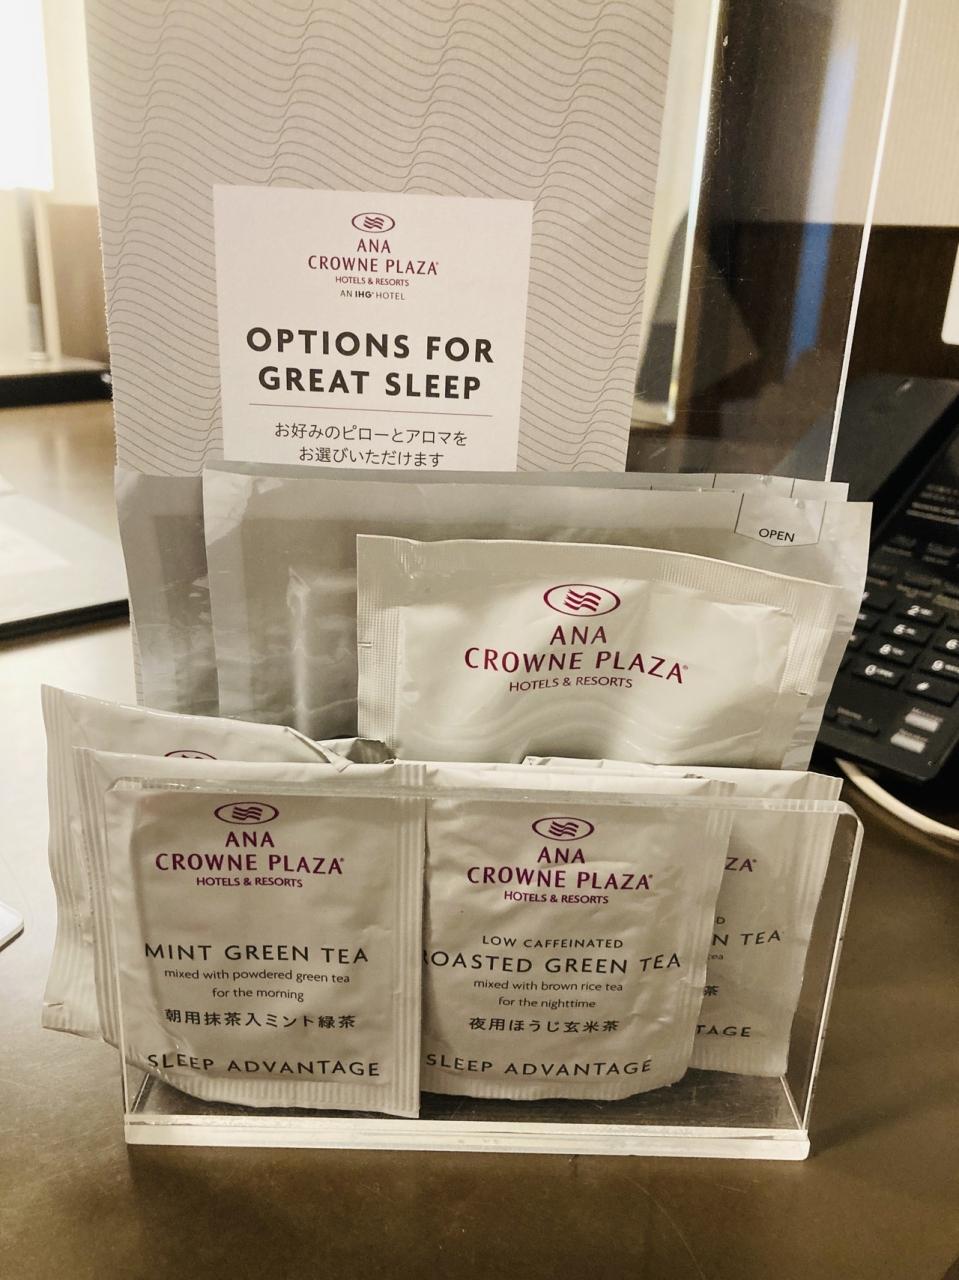 ANA
CROWNE PLAZA®
HOTELS & RESORTS
AN IHG® HOTEL
OPTIONS FOR
GREAT SLEEP
お好みのピローとアロマを
お選びいただけます
OPEN
ANA
CROWNE PLAZA®
HOTELS & RESORTS
ANA
CROWNE PLAZA®
HOTELS & RESORTS
MINT GREEN TEA
mixed with powdered green tea
for the morning
朝用抹茶入ミント緑茶
SLEEP ADVANTAGE
ANA
CROWNE PLAZA®
HOTELS & RESORTS
LOW CAFFEINATED
ROASTED GREEN TEA
mixed with brown rice tea
for the nighttime
夜用ほうじ玄米茶
SLEEP ADVANTAGE
ZA®
D
N TEA
tea
茶
TAGE